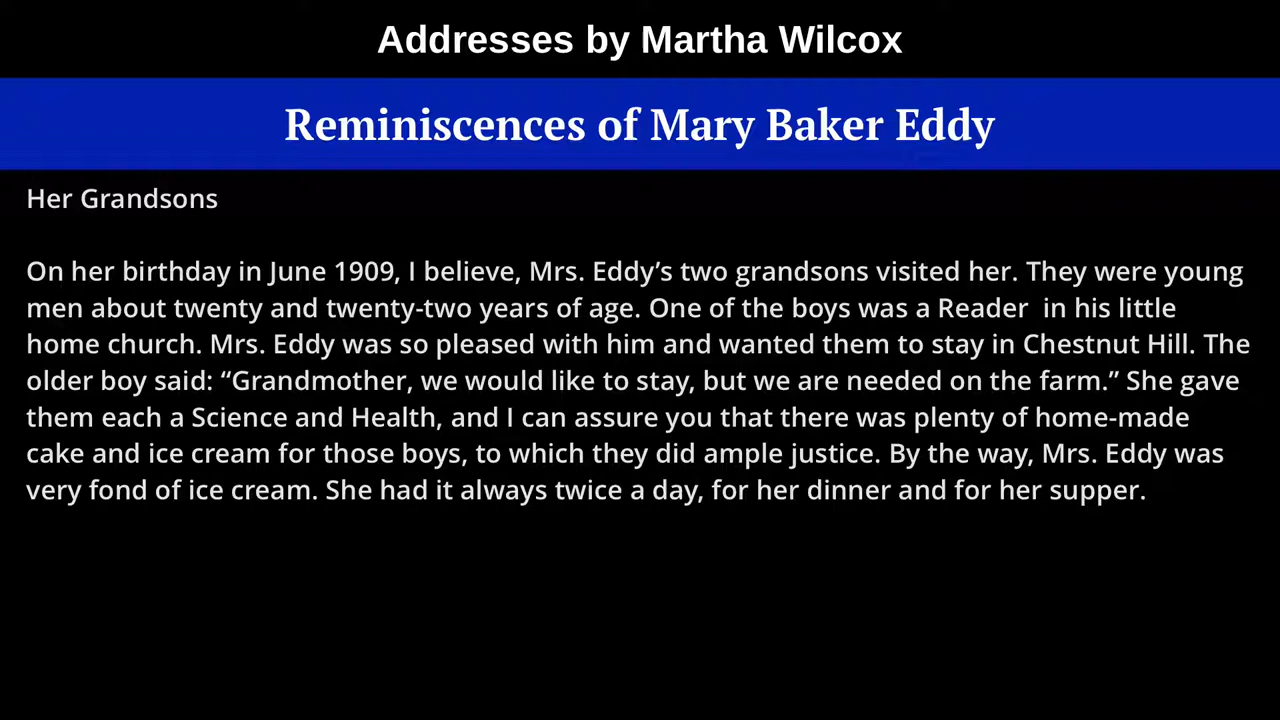 Addresses by Martha Wilcox
Reminiscences of Mary Baker Eddy
Her Grandsons
On her birthday in June 1909, I believe, Mrs. Eddy’s two grandsons visited her. They were young
men about twenty and twenty-two years of age. One of the boys was a Reader  in his little
home church. Mrs. Eddy was so pleased with him and wanted them to stay in Chestnut Hill. The
older boy said: “Grandmother, we would like to stay, but we are needed on the farm.” She gave
them each a Science and Health, and I can assure you that there was plenty of home-made
cake and ice cream for those boys, to which they did ample justice. By the way, Mrs. Eddy was
very fond of ice cream. She had it always twice a day, for her dinner and for her supper.